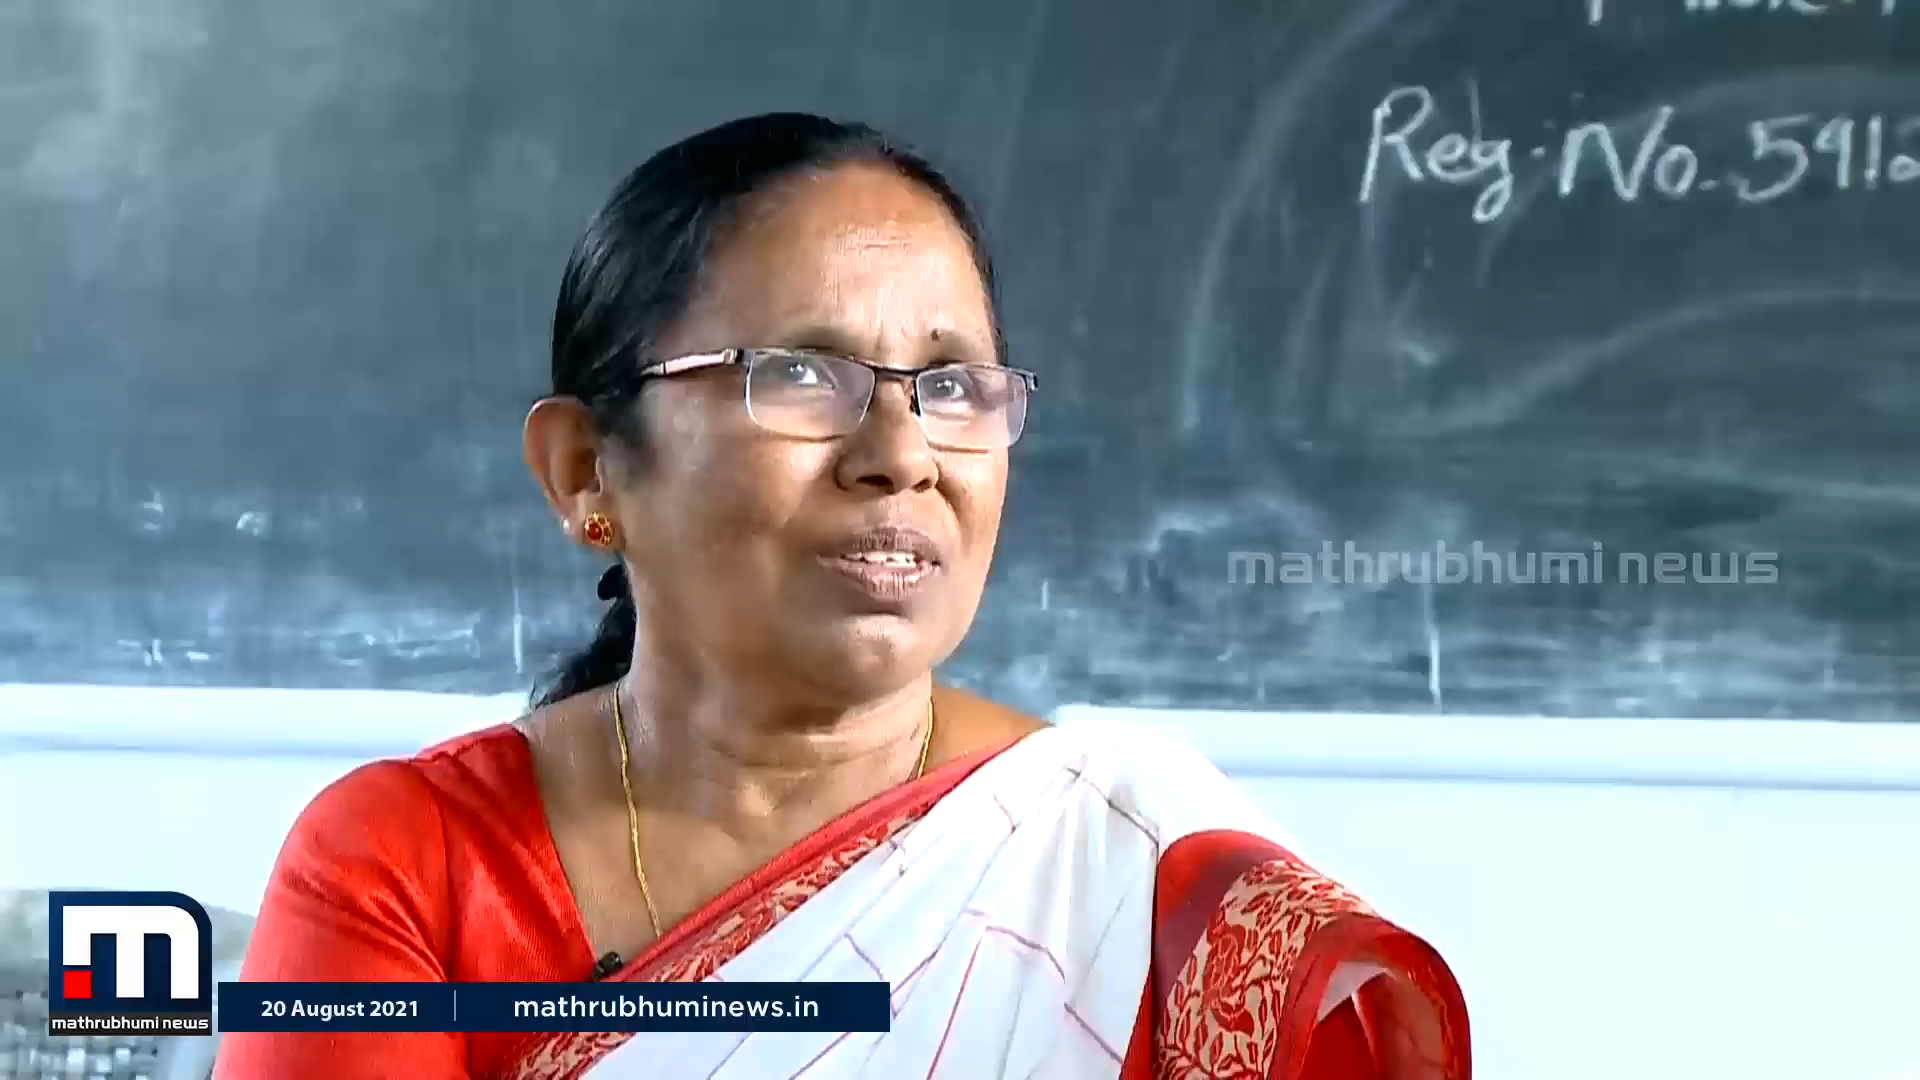 Reg. No. 5912
mathrubhumi news
mathrubhumi news
20 August 2021
mathrubhuminews.in